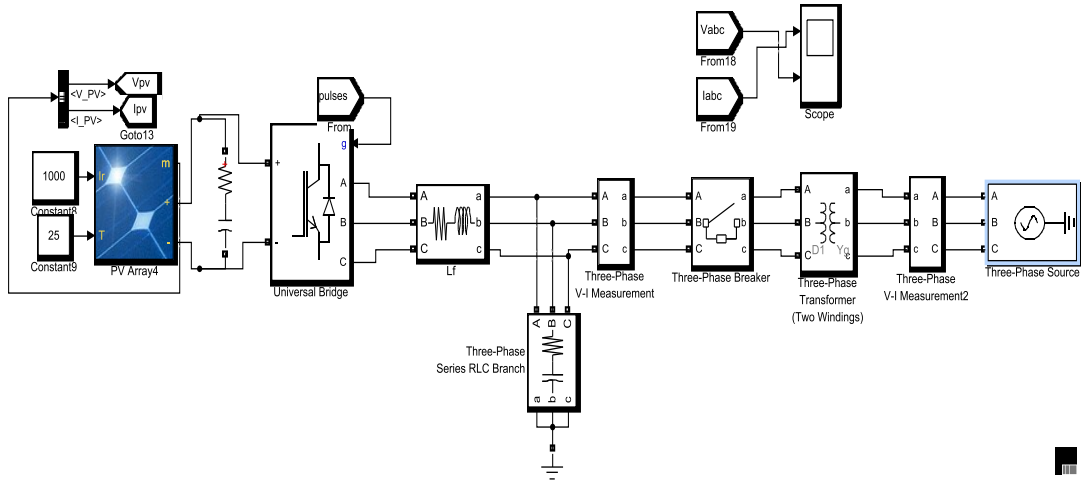 Vabc
From18
Iabc
From19
Scope
<V_PV>
Vpv
<I_PV>
Ipv
Goto13
pulses
From
1000
Constant8
25
Constant9
Ir
T
m
+
-
PV Array4
+
-
g
A
B
C
Universal Bridge
A a
B b
C c
Lf
A a
B b
C c
Three-Phase
V-I Measurement
A a
B b
C c
Three-Phase Breaker
A a
B b
C c
D1 Yg
Three-Phase
Transformer
(Two Windings)
a A
b B
c C
Three-Phase
V-I Measurement2
A
B
C
Three-Phase Source
A B C
Three-Phase
Series RLC Branch
a b c